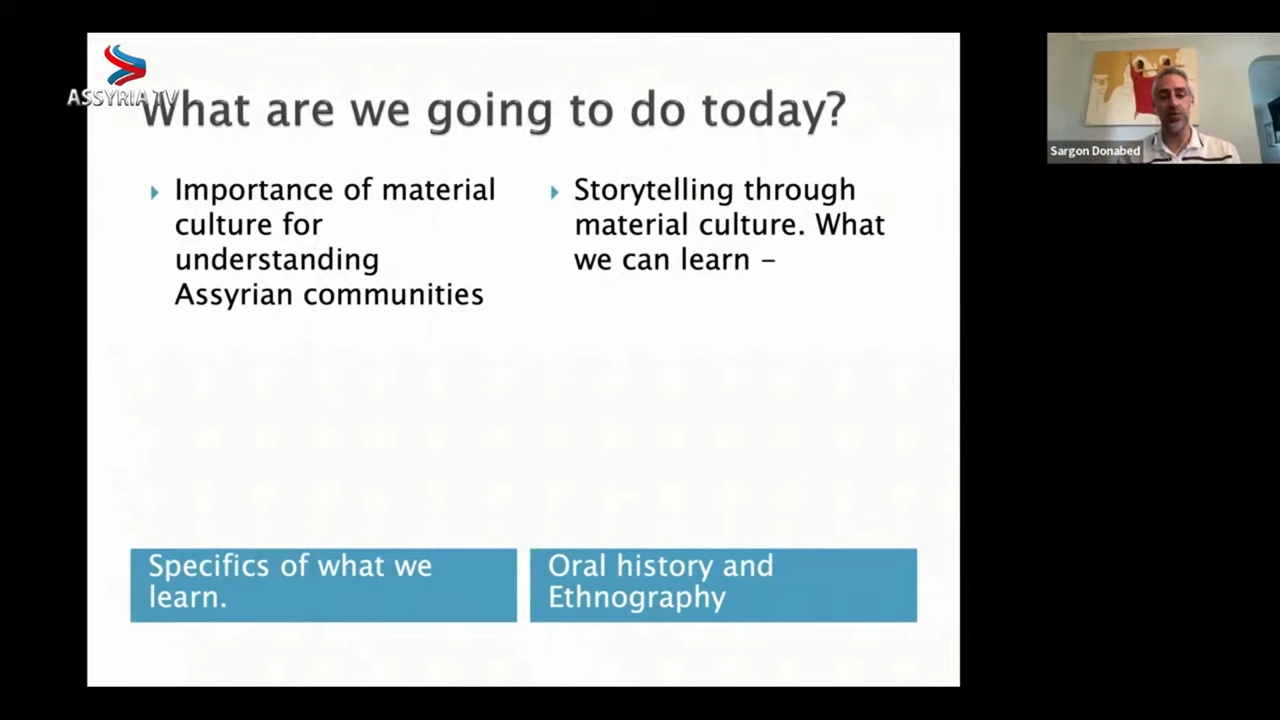 ASSYRIA TV
What are we going to do today?
Importance of material
culture for
understanding
Assyrian communities
Storytelling through
material culture. What
we can learn –
Specifics of what we
learn.
Oral history and
Ethnography
Sargon Donabed